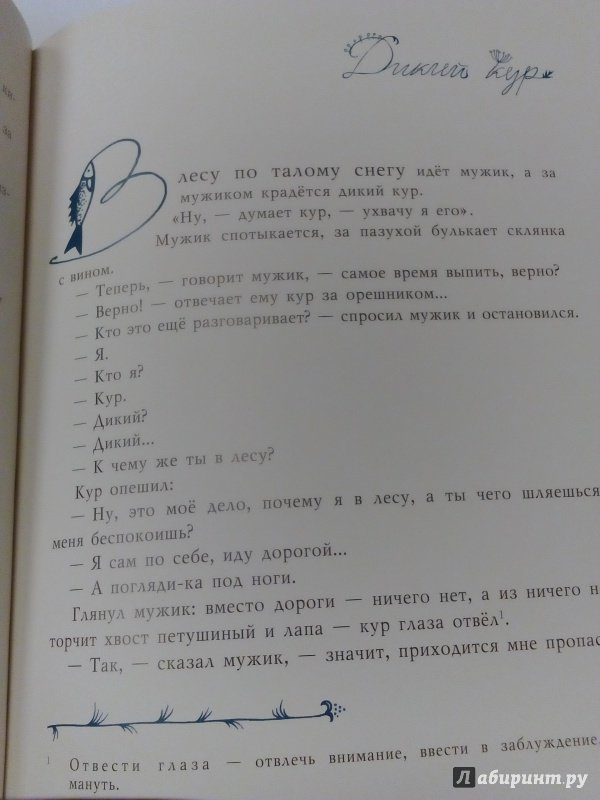 Дикий кур
В лесу по талому снегу идёт мужик, а за
мужиком крадётся дикий кур.
«Ну, — думает кур, — ухвачу я его».
Мужик спотыкается, за пазухой булькает склянка
с вином.
— Теперь, — говорит мужик, — самое время выпить, верно?
— Верно! — отвечает ему кур за орешником...
— Кто это ещё разговаривает? — спросил мужик и остановился.
— Я.
— Кто я?
— Кур.
— Дикий?
— Дикий...
— К чему же ты в лесу?
Кур опешил:
— Ну, это моё дело, почему я в лесу, а ты чего шляешься
меня беспокоишь?
— Я сам по себе, иду дорогой...
— А погляди-ка под ноги.
Глянул мужик: вместо дороги — ничего нет, а из ничего н
торчит хвост петушиный и лапа — кур глаза отвёл¹.
— Так, — сказал мужик, — значит, приходится мне пропас
¹ Отвести глаза — отвлечь внимание, ввести в заблуждение,
мануть.
Лабиринт.ру